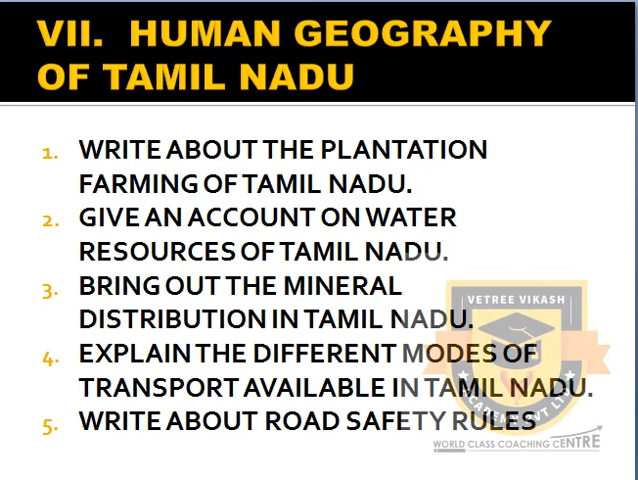 VII. HUMAN GEOGRAPHY
OF TAMIL NADU
1. WRITE ABOUT THE PLANTATION
FARMING OF TAMIL NADU.
2. GIVE AN ACCOUNT ON WATER
RESOURCES OF TAMIL NADU.
3. BRING OUT THE MINERAL
DISTRIBUTION IN TAMIL NADU.
4. EXPLAIN THE DIFFERENT MODES OF
TRANSPORT AVAILABLE IN TAMIL NADU.
5. WRITE ABOUT ROAD SAFETY RULES
VETREE VIKASH
ACADEMY PVT LTD
WORLD CLASS COACHING CENTRE